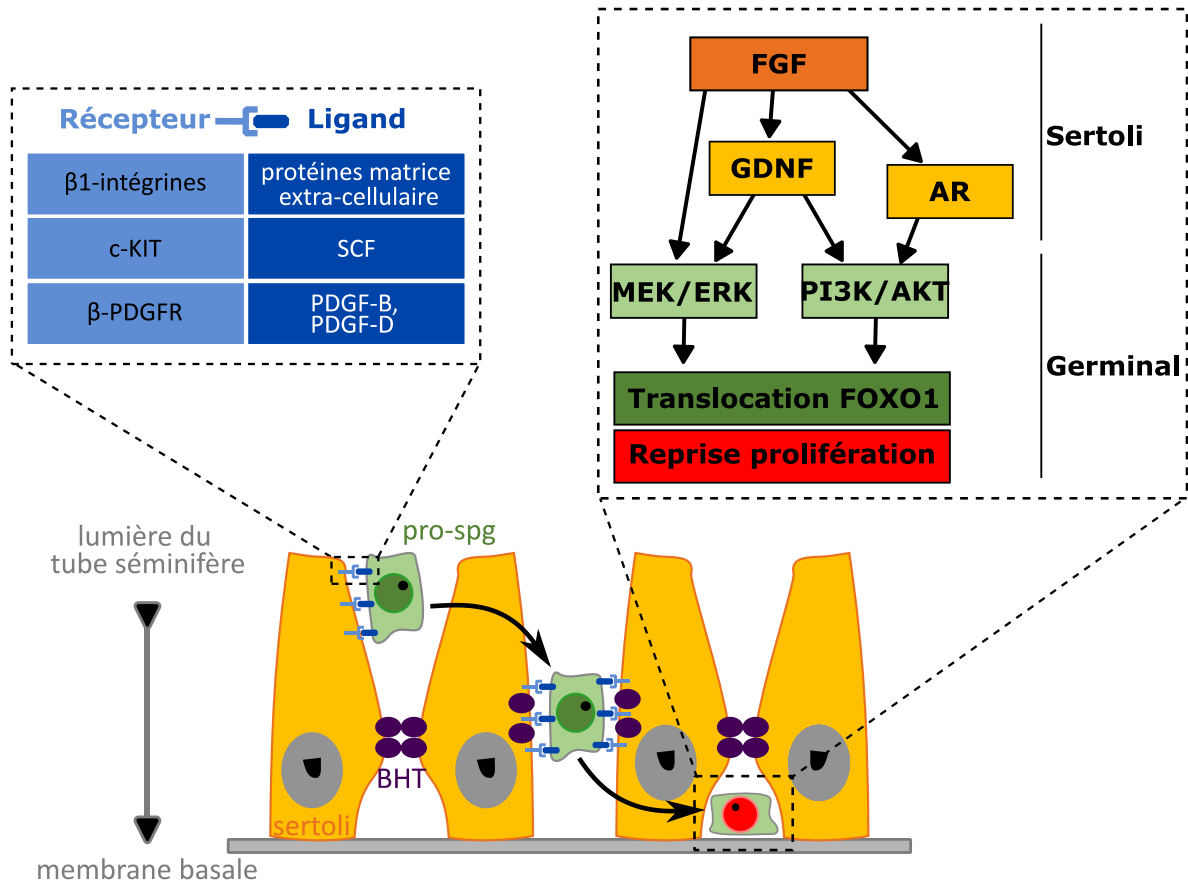 Récepteur
Ligand
β1-intégrines
protéines matrice
extra-cellulaire
c-KIT
SCF
β-PDGFR
PDGF-B,
PDGF-D
FGF
GDNF
AR
Sertoli
MEK/ERK
PI3K/AKT
Germinal
Translocation FOXO1
Reprise prolifération
lumière du
tube séminifère
pro-spg
BHT
sertoli
membrane basale